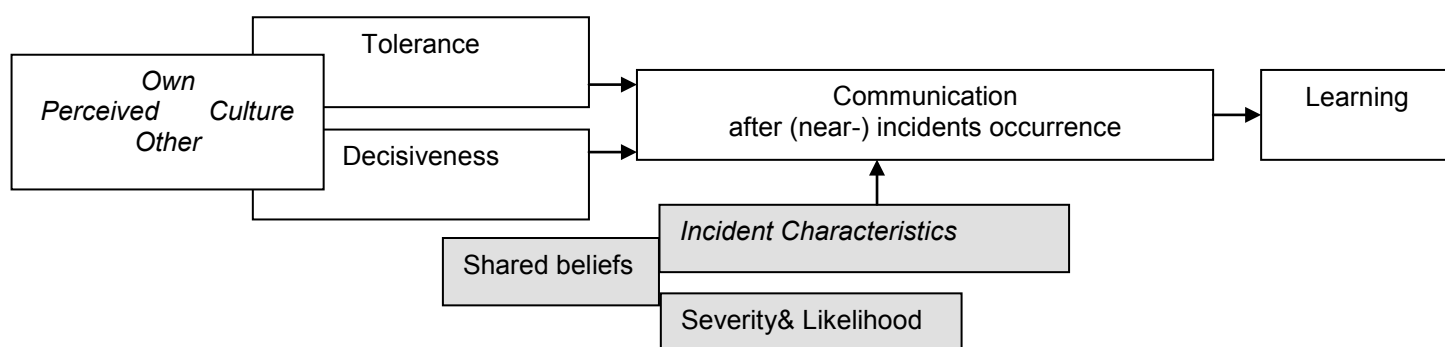 Own
Perceived Culture
Other
Tolerance
Decisiveness
Communication
after (near-) incidents occurrence
Learning
Incident Characteristics
Shared beliefs
Severity& Likelihood